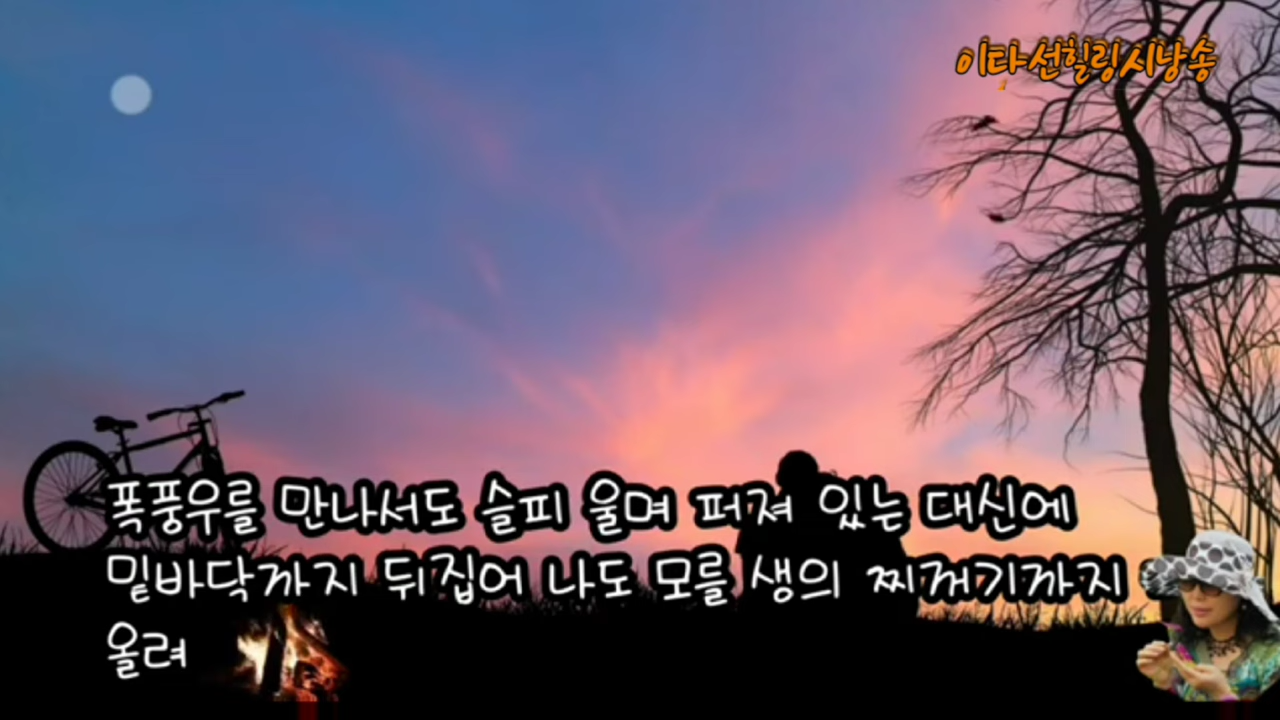 이다선힐링시낭송
폭풍우를 만나서도 슬피 울며 퍼져 있는 대신에
밑바닥까지 뒤집어 나도 모를 생의 찌꺼기까지
올려